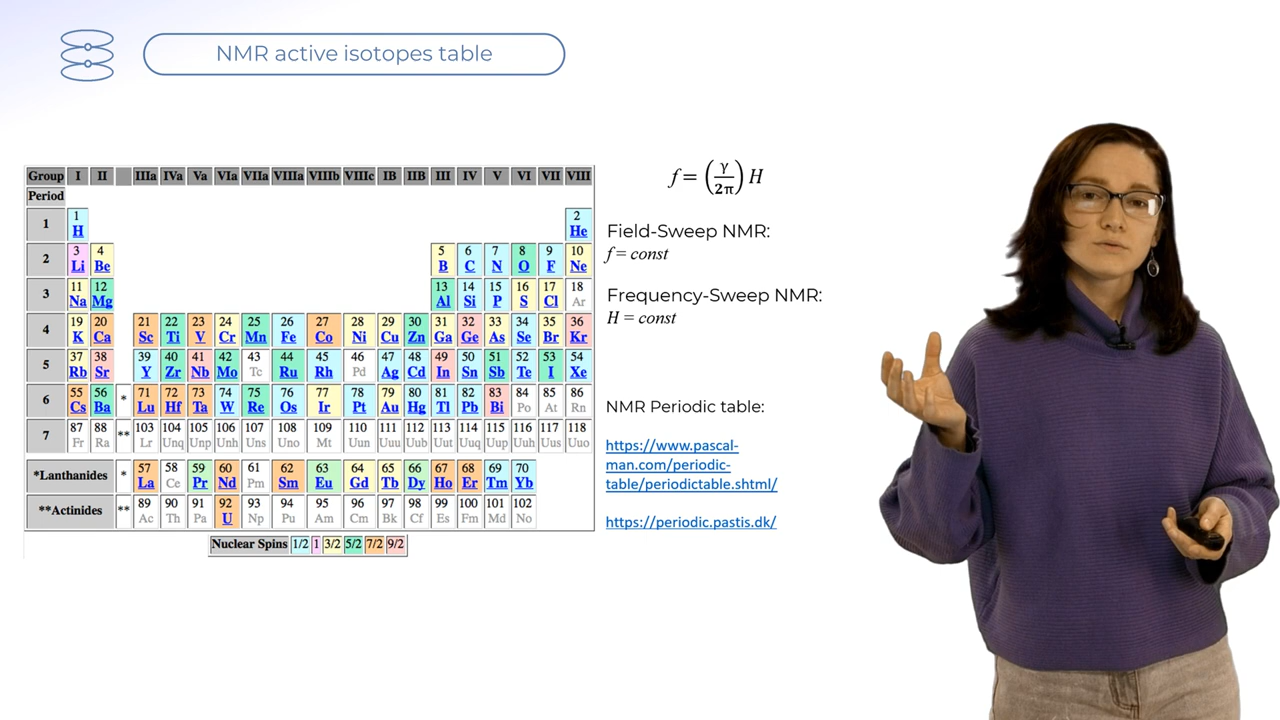 NMR active isotopes table
Group I II IIIa IVa Va VIa VIIa VIIIa VIIIb VIIIc IB IIB III IV V VI VII VIII
Period
1 1 2
H He
2 3 4 5 6 7 8 9 10
Li Be B C N O F Ne
3 11 12 13 14 15 16 17 18
Na Mg Al Si P S Cl Ar
4 19 20 21 22 23 24 25 26 27 28 29 30 31 32 33 34 35 36
K Ca Sc Ti V Cr Mn Fe Co Ni Cu Zn Ga Ge As Se Br Kr
5 37 38 39 40 41 42 43 44 45 46 47 48 49 50 51 52 53 54
Rb Sr Y Zr Nb Mo Tc Ru Rh Pd Ag Cd In Sn Sb Te I Xe
6 55 56 * 71 72 73 74 75 76 77 78 79 80 81 82 83 84 85 86
Cs Ba Lu Hf Ta W Re Os Ir Pt Au Hg Tl Pb Bi Po At Rn
7 87 88 ** 103 104 105 106 107 108 109 110 111 112 113 114 115 116 117 118
Fr Ra Lr Unq Unp Unh Uns Uno Mt Uun Uuu Uub Uut Uuq Uup Uuh Uus Uuo
*Lanthanides * 57 58 59 60 61 62 63 64 65 66 67 68 69 70
La Ce Pr Nd Pm Sm Eu Gd Tb Dy Ho Er Tm Yb
**Actinides ** 89 90 91 92 93 94 95 96 97 98 99 100 101 102
Ac Th Pa U Np Pu Am Cm Bk Cf Es Fm Md No
Nuclear Spins 1/2 1 3/2 5/2 7/2 9/2
f = (γ/2π) H
Field-Sweep NMR:
f = const
Frequency-Sweep NMR:
H = const
NMR Periodic table:
https://www.pascal-
man.com/periodic-
table/periodictable.shtml/
https://periodic.pastis.dk/